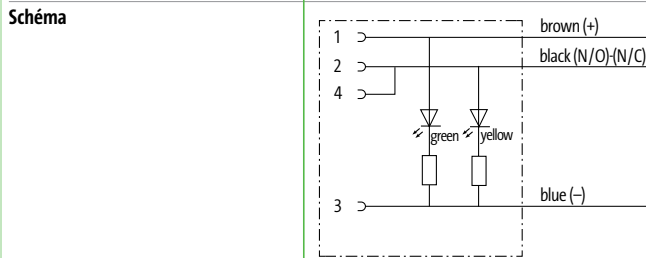 Schéma
1
brown (+)
2
black (N/O)-(N/C)
4
green
yellow
3
blue (–)